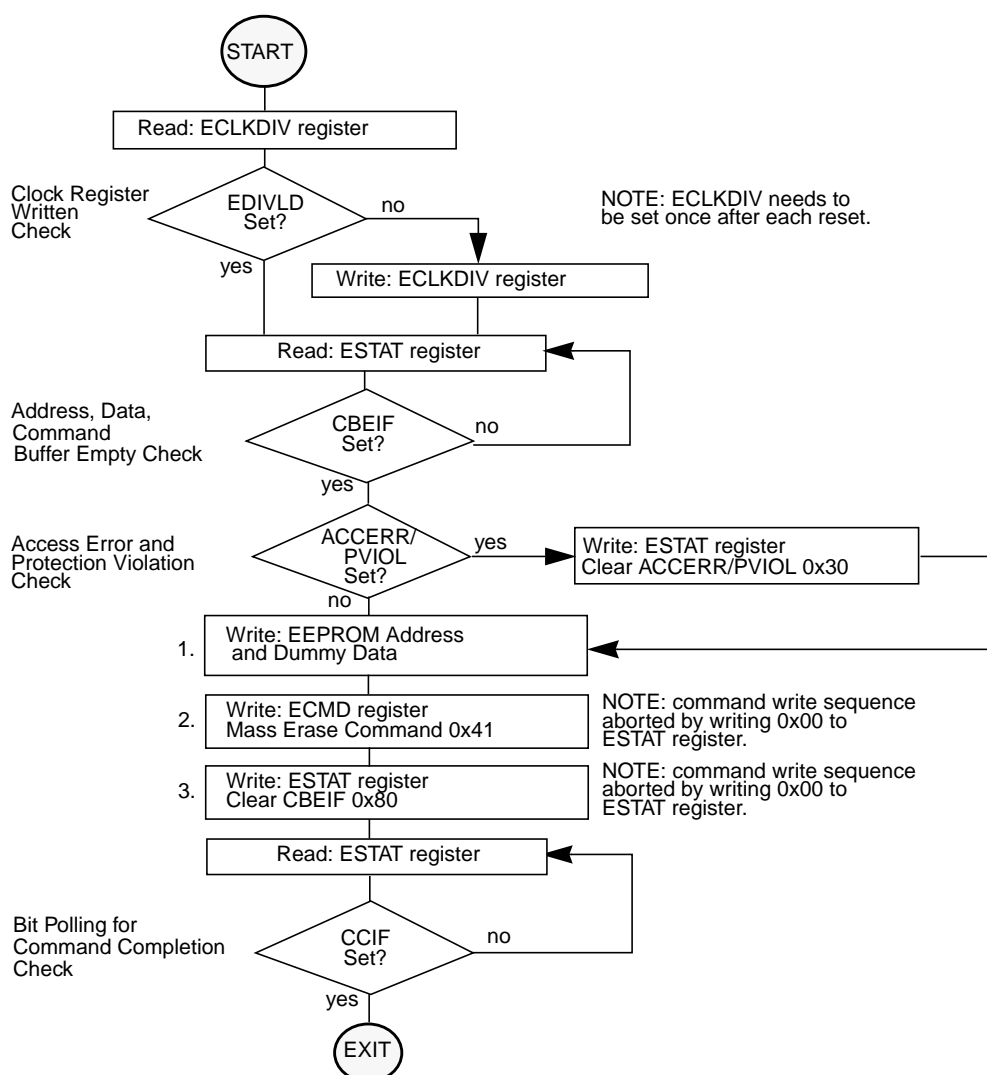 START
Read: ECLKDIV register
Clock Register
Written
Check
EDIVLD
Set?
no
yes
NOTE: ECLKDIV needs to
be set once after each reset.
Write: ECLKDIV register
Read: ESTAT register
Address, Data,
Command
Buffer Empty Check
CBEIF
Set?
no
yes
Access Error and
Protection Violation
Check
ACCERR/
PVIOL
Set?
yes
no
Write: ESTAT register
Clear ACCERR/PVIOL 0x30
1.
Write: EEPROM Address
and Dummy Data
2.
Write: ECMD register
Mass Erase Command 0x41
NOTE: command write sequence
aborted by writing 0x00 to
ESTAT register.
3.
Write: ESTAT register
Clear CBEIF 0x80
NOTE: command write sequence
aborted by writing 0x00 to
ESTAT register.
Read: ESTAT register
Bit Polling for
Command Completion
Check
CCIF
Set?
no
yes
EXIT